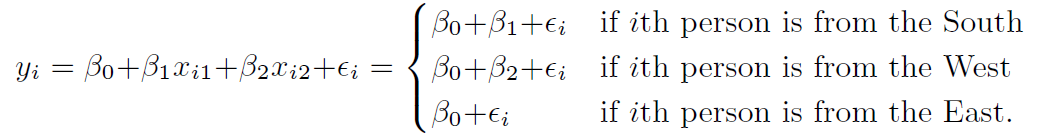 β0+β1+ϵi if ith person is from the South
yi = β0+β1xi1+β2xi2+ϵi = { β0+β2+ϵi if ith person is from the West
β0+ϵi if ith person is from the East.